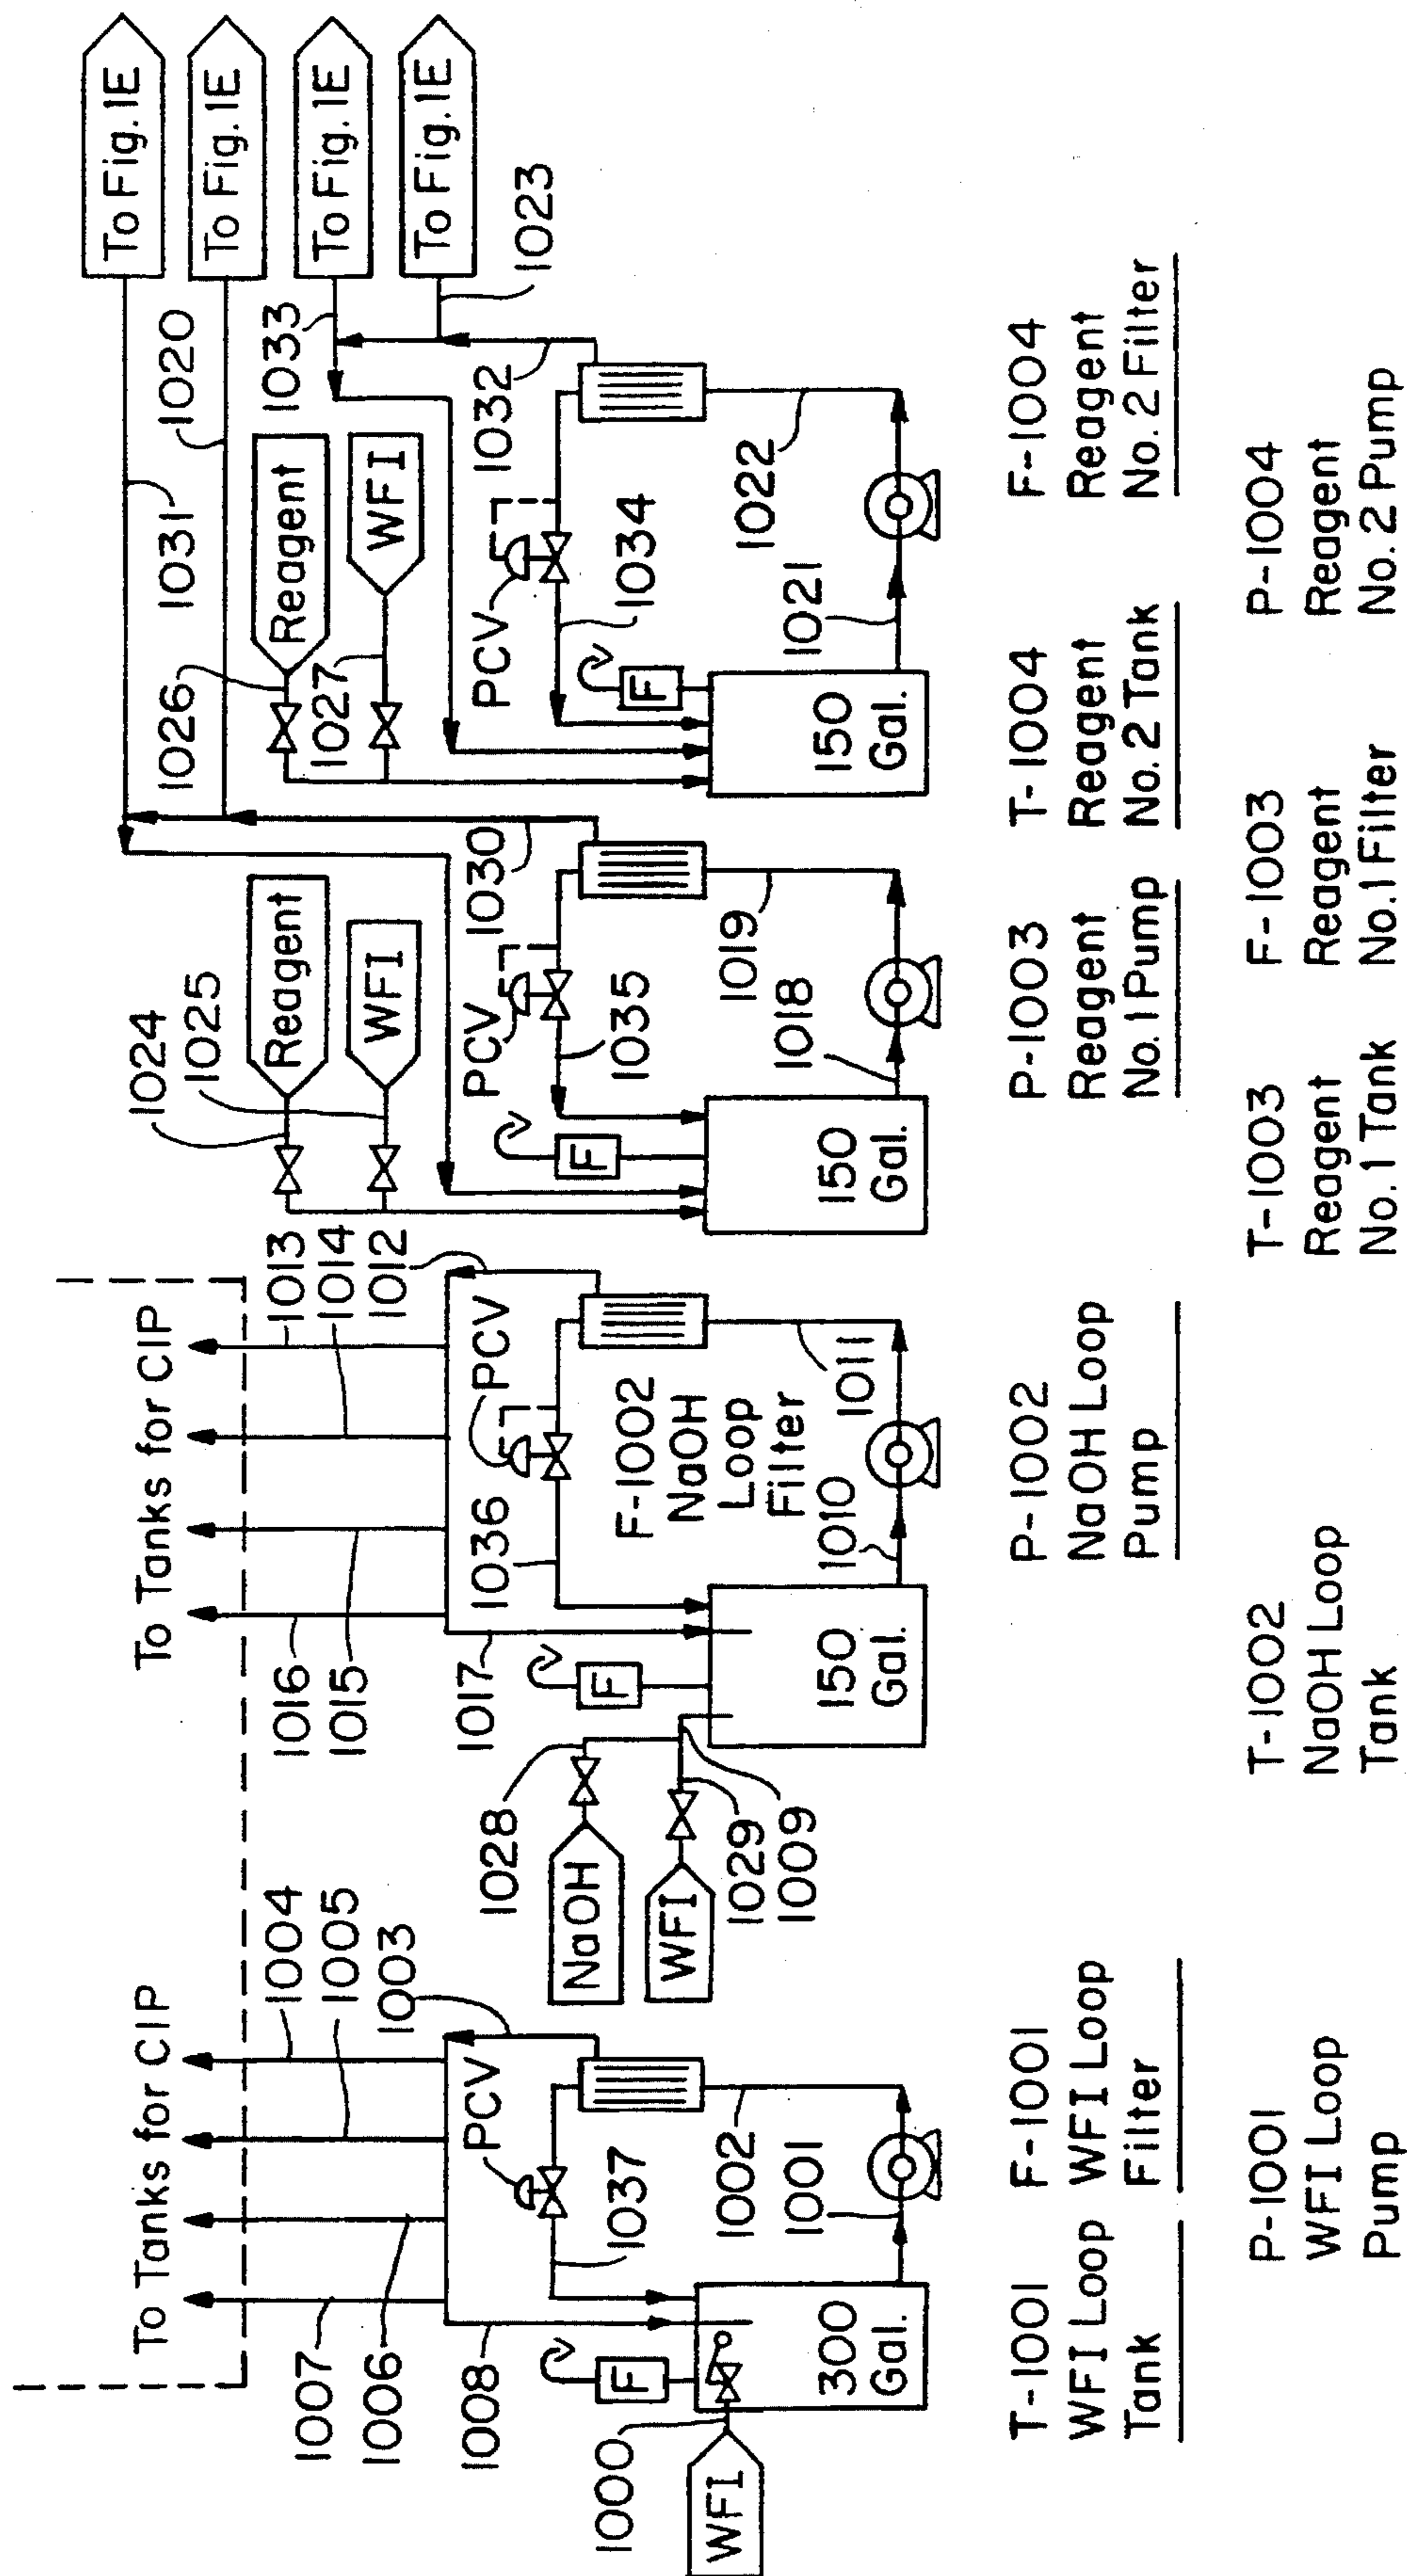 To Tanks for CIP
To Tanks for CIP
To Fig. 1E
To Fig. 1E
To Fig. 1E
To Fig. 1E
1007
1006
1008
1004
1005
1003
PCV
1037
1002
1001
1000
WFI
F
300
Gal.
1016
1015
1017
1013
1014
1012
PCV
1036
1028
NaOH
WFI
1029
1009
F
150
Gal.
F-1002
NaOH
Loop
Filter
1011
1010
1024
1025
Reagent
WFI
PCV
1035
1030
F
150
Gal.
1019
1018
1031
1020
1026
1027
Reagent
WFI
1033
1023
1032
PCV
1034
F
150
Gal.
1022
1021
T-1001
WFI Loop
Tank
F-1001
WFI Loop
Filter
P-1002
NaOH Loop
Pump
P-1003
Reagent
No. 1 Pump
T-1004
Reagent
No. 2 Tank
F-1004
Reagent
No. 2 Filter
P-1001
WFI Loop
Pump
T-1002
NaOH Loop
Tank
T-1003
Reagent
No. 1 Tank
F-1003
Reagent
No. 1 Filter
P-1004
Reagent
No. 2 Pump